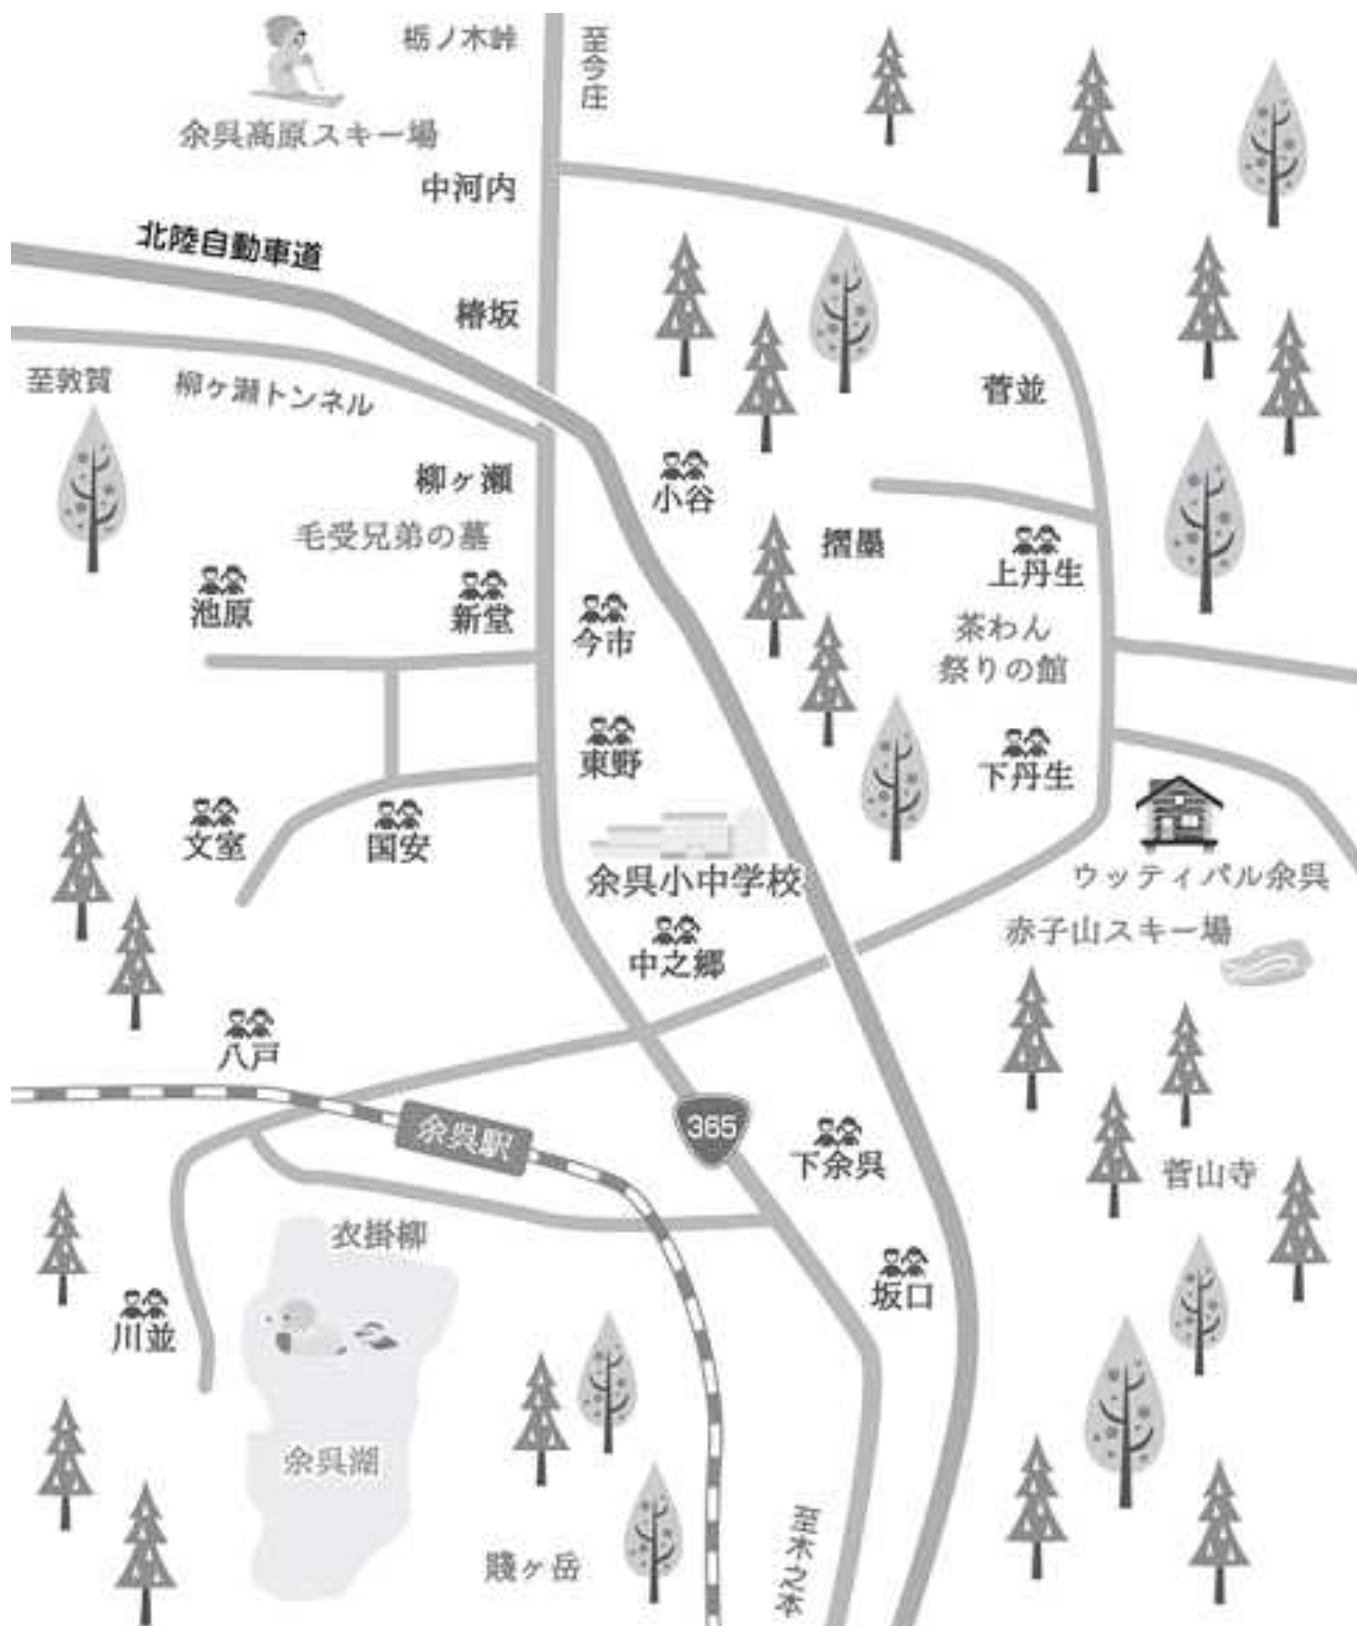 栃ノ木峠
至今庄
余呉高原スキー場
中河内
北陸自動車道
椿坂
至敦賀
柳ヶ瀬トンネル
菅並
柳ヶ瀬
小谷
毛受兄弟の墓
摺墨
上丹生
池原
新堂
今市
茶わん
祭りの館
東野
下丹生
文室
国安
余呉小中学校
ウッディパル余呉
赤子山スキー場
中之郷
八戸
余呉駅
365
下余呉
菅山寺
衣掛柳
坂口
川並
余呉湖
賤ヶ岳
至木之本